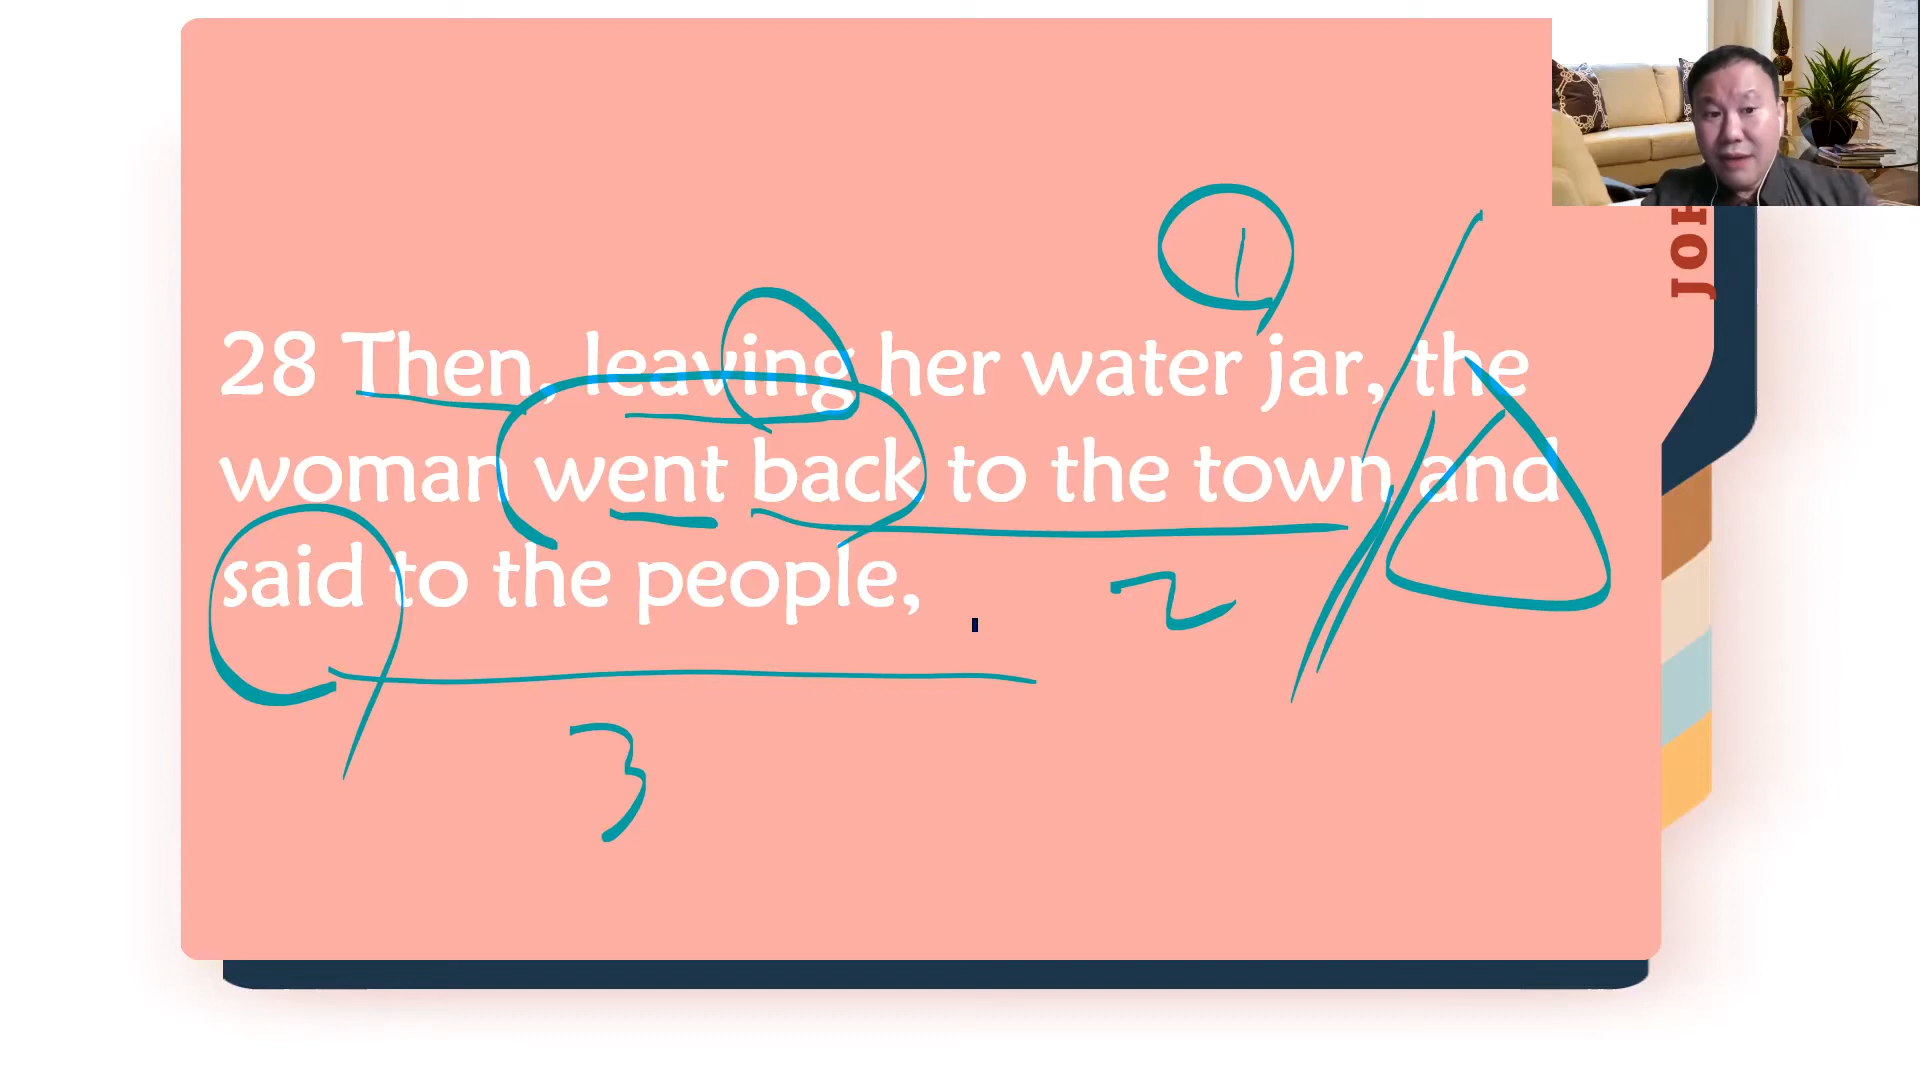 JOH
1
28 Then, leaving her water jar, the
woman went back to the town and
said to the people,
2
3